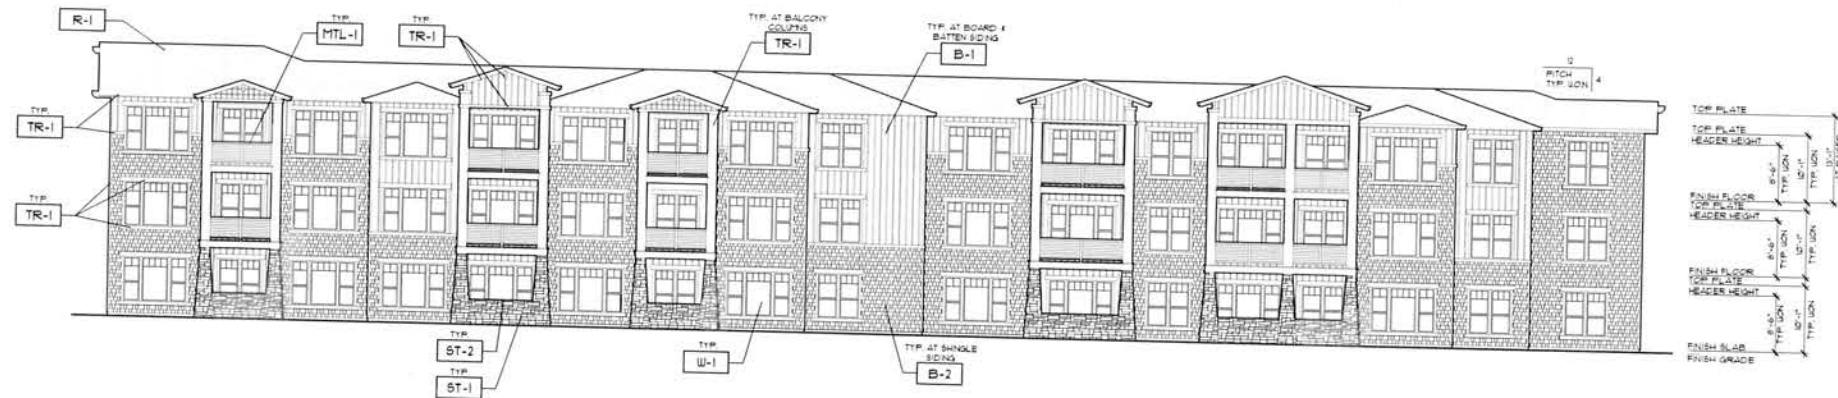 R-1
TYP.
MTL-1
TYP.
TR-1
TYP. AT BALCONY
COLUMNS
TR-1
TYP. AT BOARD &
BATTEN SIDING
B-1
12
PITCH
TYP. UON
4
TYP.
TR-1
TYP.
TR-1
TYP.
ST-2
TYP.
ST-1
TYP.
W-1
TYP. AT SHINGLE
SIDING
B-2
TOP PLATE
TOP PLATE
HEADER HEIGHT
FINISH FLOOR
TOP PLATE
HEADER HEIGHT
FINISH FLOOR
TOP PLATE
HEADER HEIGHT
FINISH SLAB
FINISH GRADE
8'-6"
TYP. UON
10'-1"
TYP. UON
8'-6"
TYP. UON
10'-1"
TYP. UON
8'-6"
TYP. UON
10'-1"
TYP. UON